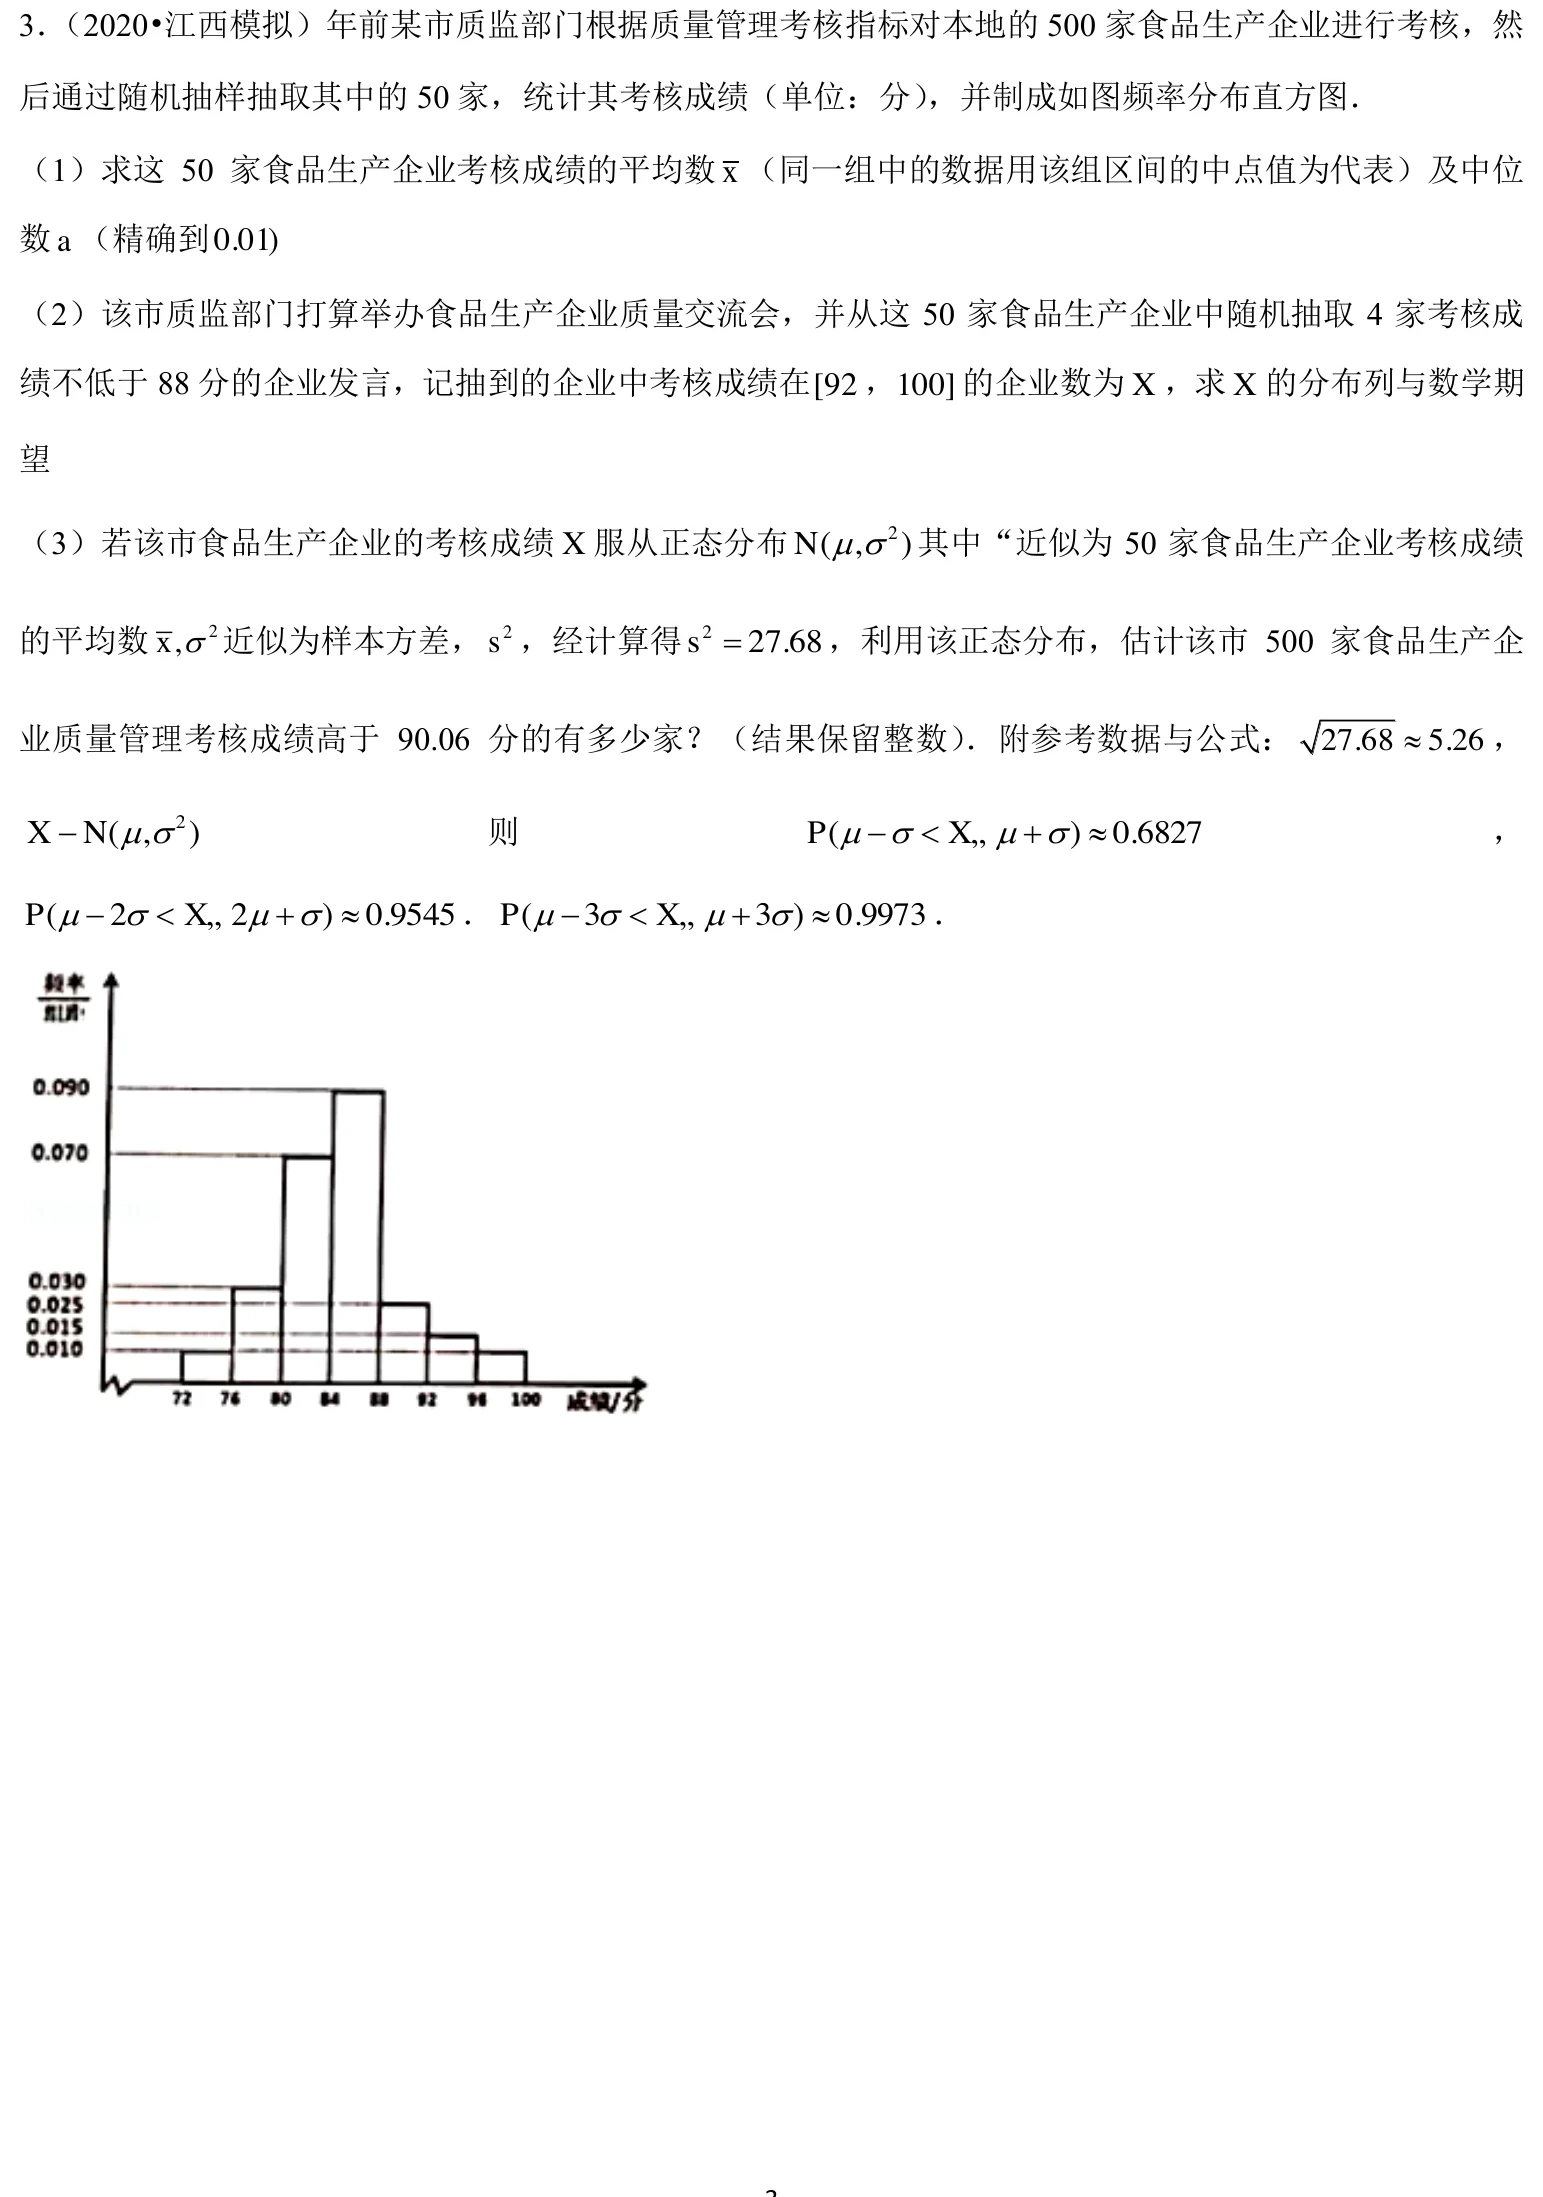 3.（2020•江西模拟）年前某市质监部门根据质量管理考核指标对本地的 500 家食品生产企业进行考核，然
后通过随机抽样抽取其中的 50 家，统计其考核成绩（单位：分），并制成如图频率分布直方图．
（1）求这 50 家食品生产企业考核成绩的平均数 x̅（同一组中的数据用该组区间的中点值为代表）及中位
数 a（精确到0.01)
（2）该市质监部门打算举办食品生产企业质量交流会，并从这 50 家食品生产企业中随机抽取 4 家考核成
绩不低于 88 分的企业发言，记抽到的企业中考核成绩在[92，100] 的企业数为 X，求 X 的分布列与数学期
望
（3）若该市食品生产企业的考核成绩 X 服从正态分布 N(μ,σ²) 其中“近似为 50 家食品生产企业考核成绩
的平均数 x̅,σ² 近似为样本方差，s²，经计算得 s² = 27.68，利用该正态分布，估计该市 500 家食品生产企
业质量管理考核成绩高于 90.06 分的有多少家？（结果保留整数）．附参考数据与公式：√27.68 ≈ 5.26，
X − N(μ,σ²) 则 P(μ − σ < X,, μ + σ) ≈ 0.6827，
P(μ − 2σ < X,, 2μ + σ) ≈ 0.9545． P(μ − 3σ < X,, μ + 3σ) ≈ 0.9973．
频率
组距
0.090
0.070
0.030
0.025
0.015
0.010
72 76 80 84 88 92 96 100 成绩/分